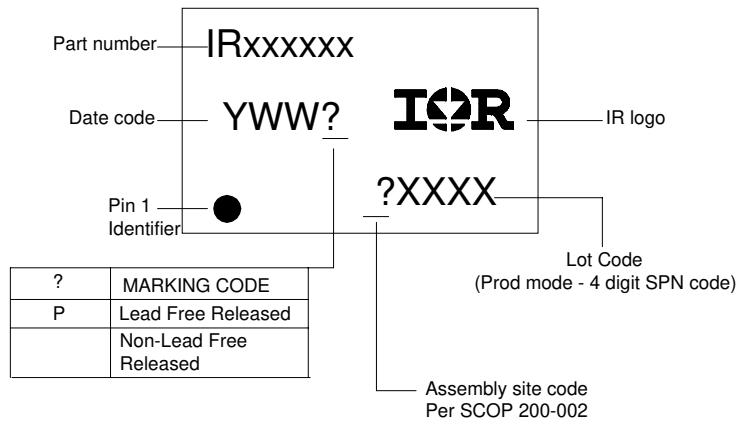 Part number
IRxxxxxx
Date code
YWW?
IOR
IR logo
?XXXX
Pin 1
Identifier
Lot Code
(Prod mode - 4 digit SPN code)
? MARKING CODE
P Lead Free Released
Non-Lead Free
Released
Assembly site code
Per SCOP 200-002